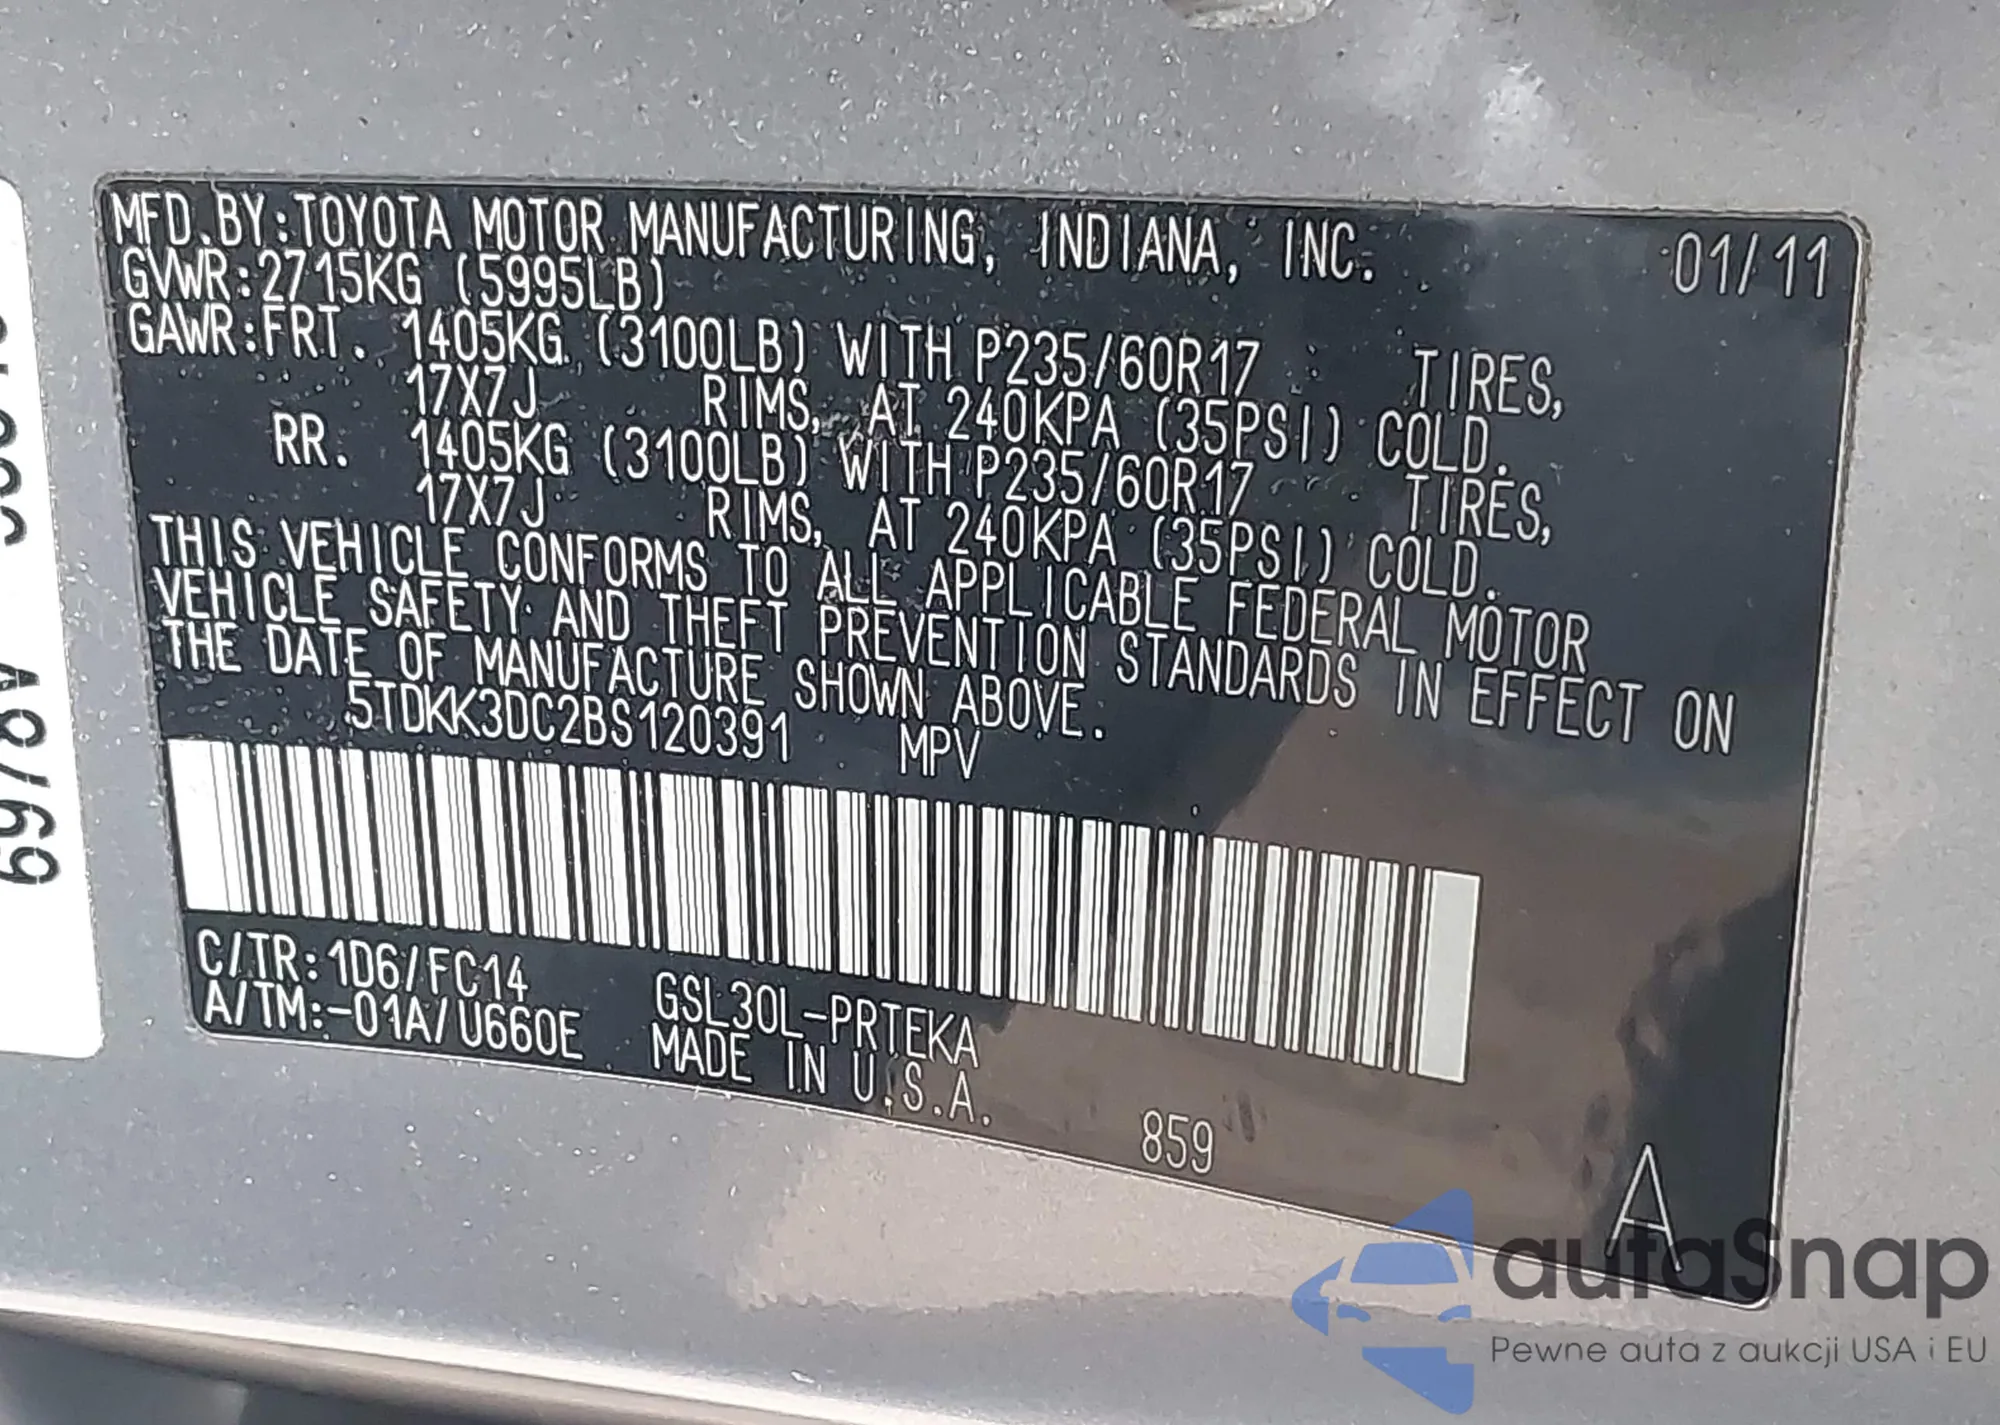 MFD.BY:TOYOTA MOTOR MANUFACTURING, INDIANA, INC. 01/11
GVWR:2715KG (5995LB)
GAWR:FRT. 1405KG (3100LB) WITH P235/60R17 TIRES,
17X7J RIMS, AT 240KPA (35PSI) COLD.
RR. 1405KG (3100LB) WITH P235/60R17 TIRES,
17X7J RIMS, AT 240KPA (35PSI) COLD.
THIS VEHICLE CONFORMS TO ALL APPLICABLE FEDERAL MOTOR
VEHICLE SAFETY AND THEFT PREVENTION STANDARDS IN EFFECT ON
THE DATE OF MANUFACTURE SHOWN ABOVE.
5TDKK3DC2BS120391 MPV
C/TR:1D6/FC14 GSL30L-PRTEKA
A/TM:-01A/U660E MADE IN U.S.A.
859
A
A8/69
autaSnap
Pewne auta z aukcji USA i EU